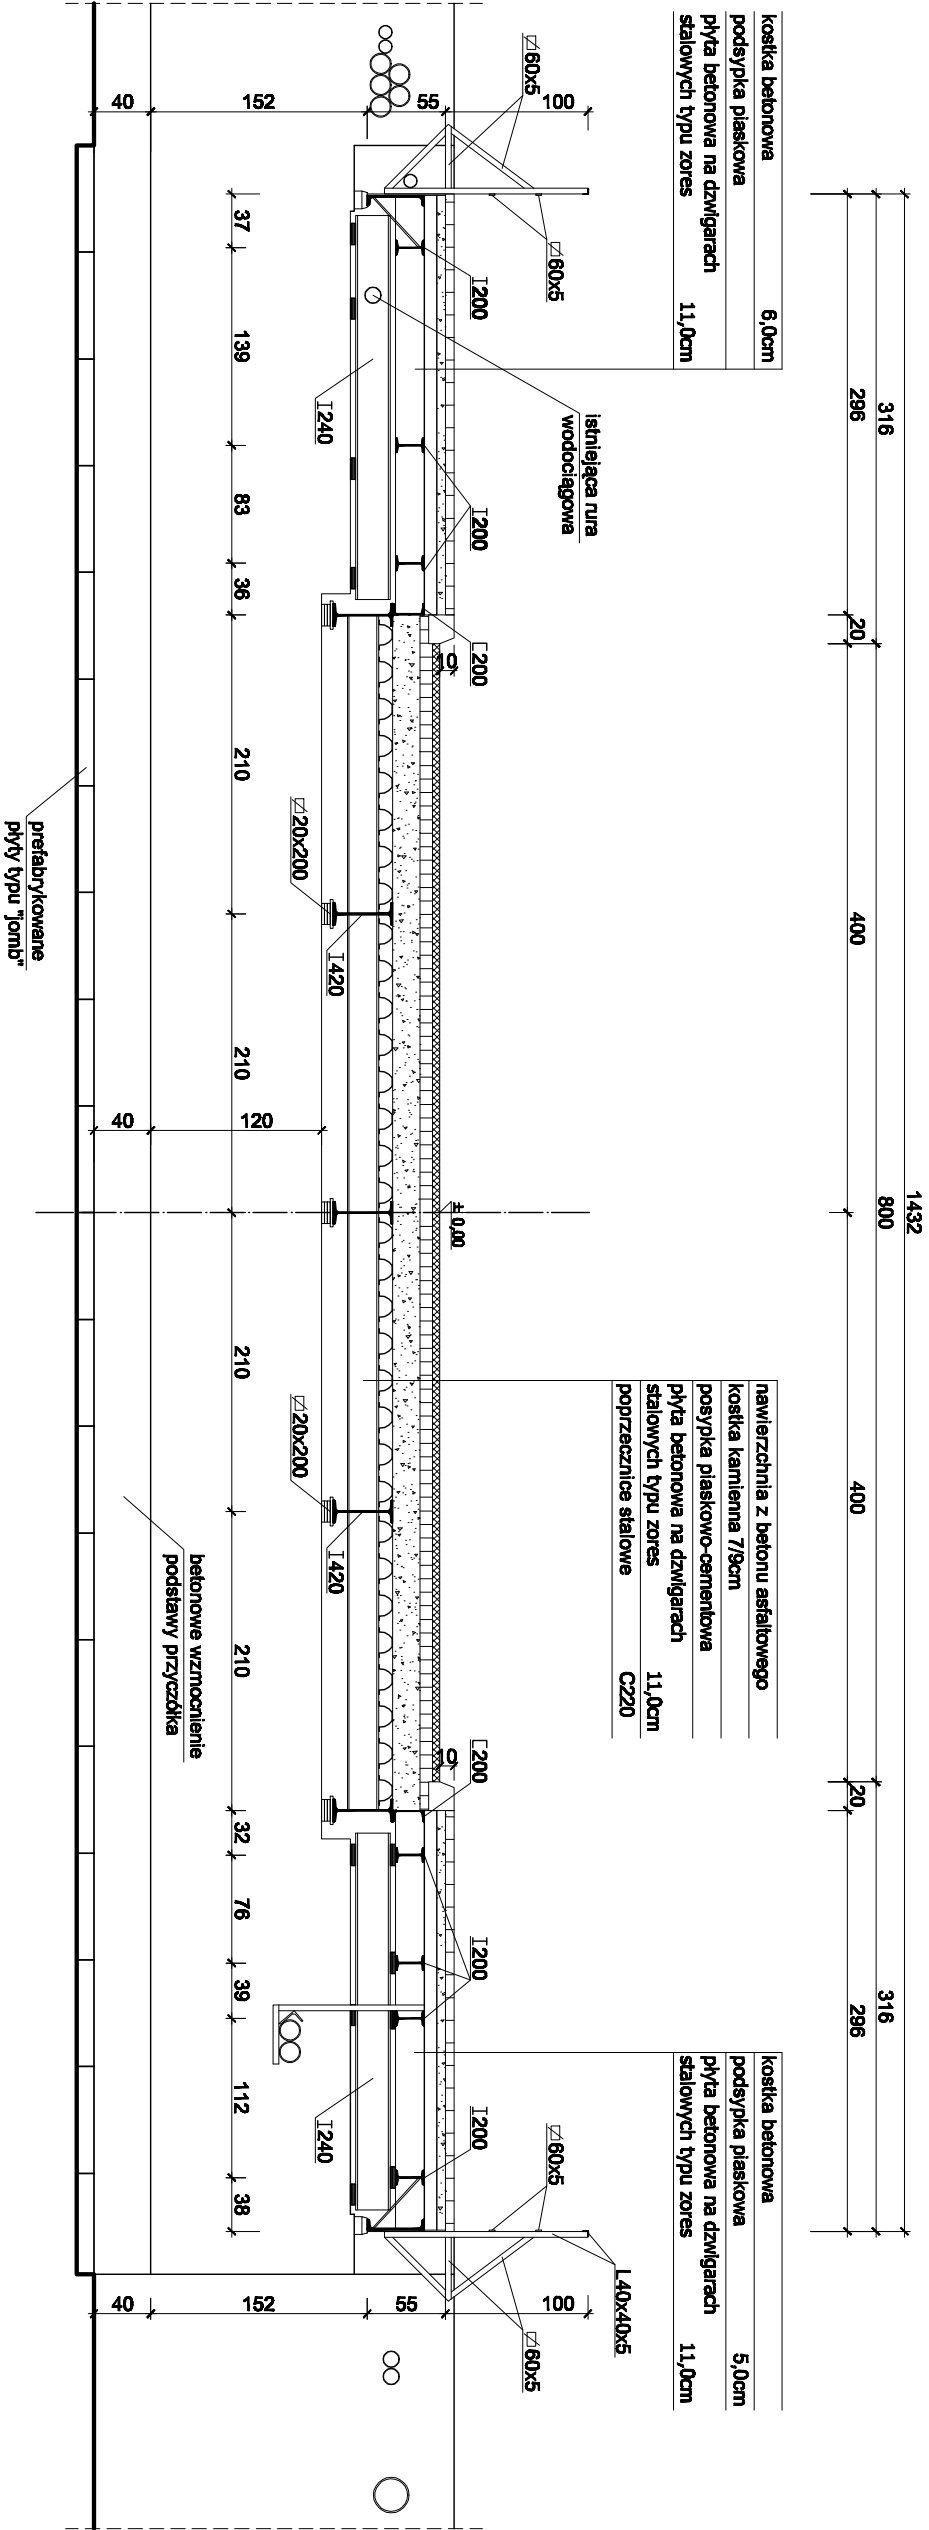 1432
316
800
316
296
20
400
400
20
296
kostka betonowa 6,0cm
podsypka piaskowa
płyta betonowa na dzwigarach
stalowych typu zores 11,0cm
nawierzchnia z betonu asfaltowego
kostka kamienna 7/9cm
posypka piaskowo-cementowa
płyta betonowa na dzwigarach
stalowych typu zores 11,0cm
poprzecznice stalowe C220
kostka betonowa
podsypka piaskowa 5,0cm
płyta betonowa na dzwigarach
stalowych typu zores 11,0cm
istniejąca rura
wodociągowa
L40x40x5
60x5
60x5
60x5
60x5
100
55
152
40
I200
I200
[200
10
± 0,00
10
[200
I200
I200
100
55
152
40
I240
20x200
I420
20x200
I420
I240
120
40
37
139
83
36
210
210
210
210
32
76
39
112
38
prefabrykowane
płyty typu "jomb"
betonowe wzmocnienie
podstawy przyczółka